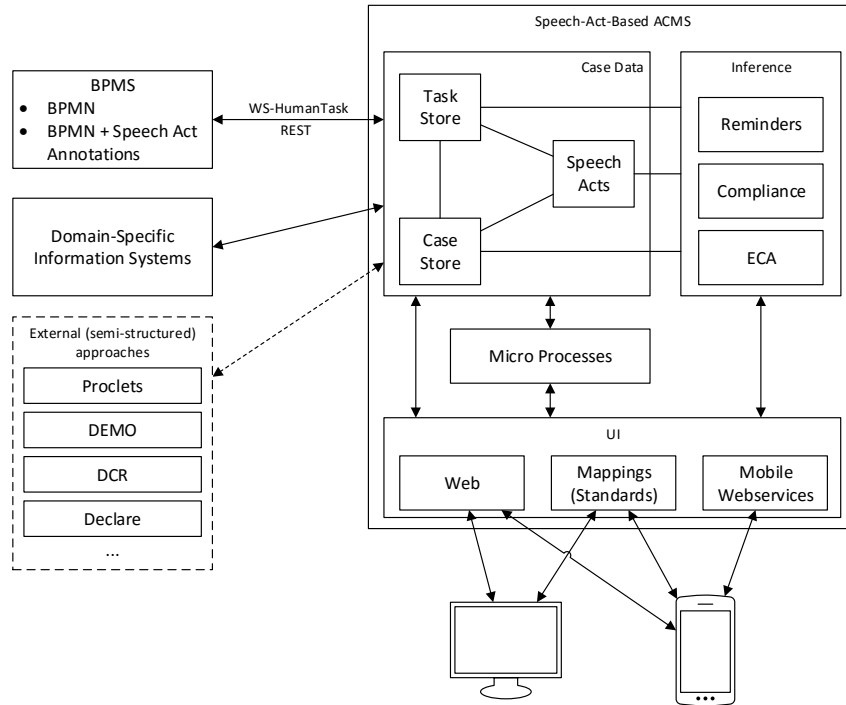 Speech-Act-Based ACMS
BPMS
• BPMN
• BPMN + Speech Act
Annotations
WS-HumanTask
REST
Domain-Specific
Information Systems
External (semi-structured)
approaches
Proclets
DEMO
DCR
Declare
...
Case Data
Task
Store
Speech
Acts
Case
Store
Inference
Reminders
Compliance
ECA
Micro Processes
UI
Web
Mappings
(Standards)
Mobile
Webservices